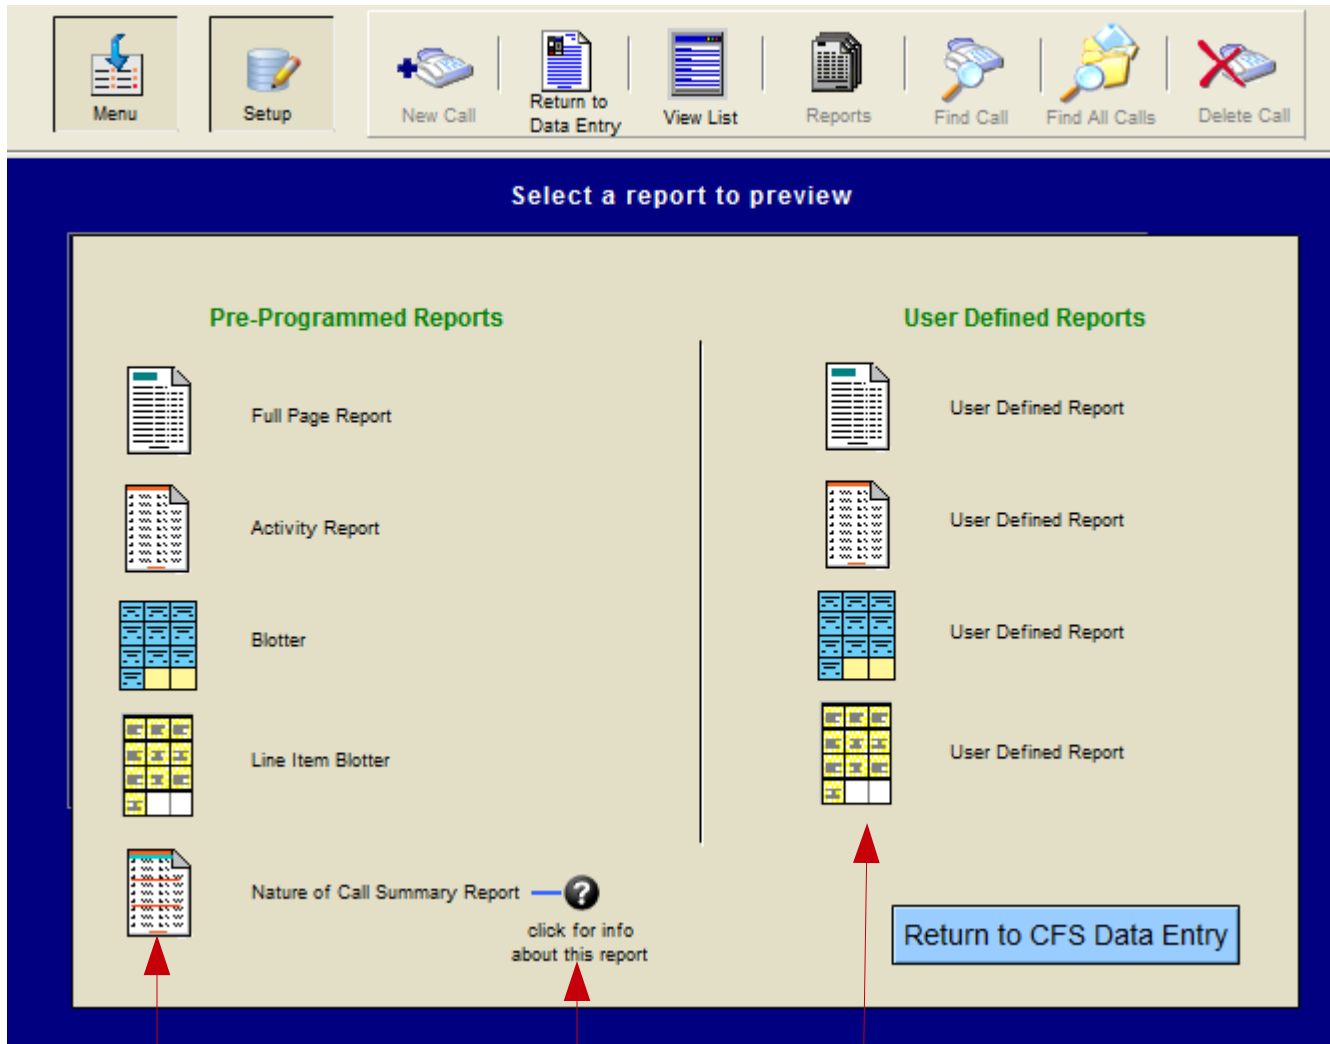 Menu
Setup
New Call
Return to
Data Entry
View List
Reports
Find Call
Find All Calls
Delete Call
Select a report to preview
Pre-Programmed Reports
Full Page Report
Activity Report
Blotter
Line Item Blotter
Nature of Call Summary Report
?
click for info
about this report
User Defined Reports
User Defined Report
User Defined Report
User Defined Report
User Defined Report
Return to CFS Data Entry